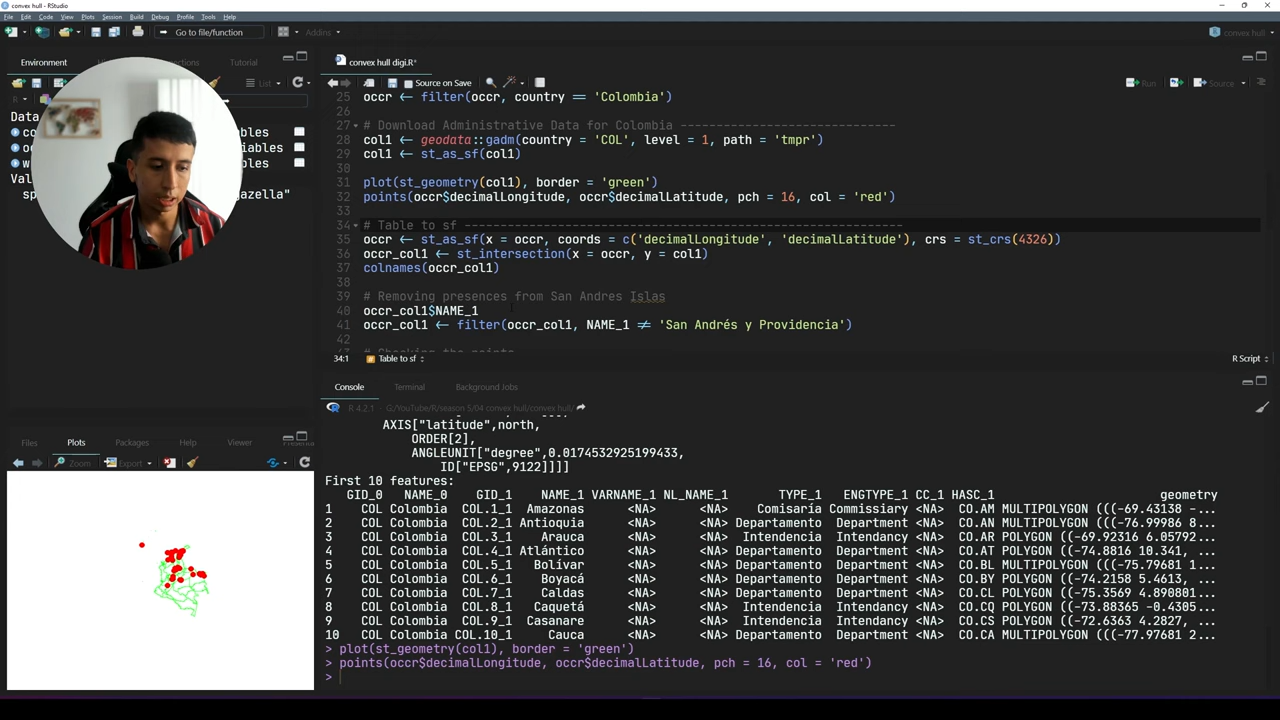 convex hull - RStudio
File Edit Code View Plots Session Build Debug Profile Tools Help
Go to file/function
Addins
convex hull
Environment
Tutorial
convex hull digi.R*
List
Source on Save
Run
Source
R
Data
Val
gazella"
25 occr ← filter(occr, country == 'Colombia')
26
27 # Download Administrative Data for Colombia ------------------------------
28 col1 ← geodata::gadm(country = 'COL', level = 1, path = 'tmpr')
29 col1 ← st_as_sf(col1)
30
31 plot(st_geometry(col1), border = 'green')
32 points(occr$decimalLongitude, occr$decimalLatitude, pch = 16, col = 'red')
33
34 # Table to sf -------------------------------------------------------------
35 occr ← st_as_sf(x = occr, coords = c('decimalLongitude', 'decimalLatitude'), crs = st_crs(4326))
36 occr_col1 ← st_intersection(x = occr, y = col1)
37 colnames(occr_col1)
38
39 # Removing presences from San Andres Islas
40 occr_col1$NAME_1
41 occr_col1 ← filter(occr_col1, NAME_1 ≠ 'San Andrés y Providencia')
42
34:1 # Table to sf R Script
Console Terminal Background Jobs
R 4.2.1 · G:/YouTube/R/season 5/04 convex hull/convex hull/
AXIS["latitude",north,
ORDER[2],
ANGLEUNIT["degree",0.0174532925199433,
ID["EPSG",9122]]]]
First 10 features:
GID_0 NAME_0 GID_1 NAME_1 VARNAME_1 NL_NAME_1 TYPE_1 ENGTYPE_1 CC_1 HASC_1 geometry
1 COL Colombia COL.1_1 Amazonas <NA> <NA> Comisaría Commissiary <NA> CO.AM MULTIPOLYGON (((-69.43138 -...
2 COL Colombia COL.2_1 Antioquia <NA> <NA> Departamento Department <NA> CO.AN MULTIPOLYGON (((-76.99986 8...
3 COL Colombia COL.3_1 Arauca <NA> <NA> Intendencia Intendancy <NA> CO.AR POLYGON ((-69.92316 6.05792...
4 COL Colombia COL.4_1 Atlántico <NA> <NA> Departamento Department <NA> CO.AT POLYGON ((-74.8816 10.341, ...
5 COL Colombia COL.5_1 Bolívar <NA> <NA> Departamento Department <NA> CO.BL MULTIPOLYGON (((-75.79681 1...
6 COL Colombia COL.6_1 Boyacá <NA> <NA> Departamento Department <NA> CO.BY POLYGON ((-74.2158 5.4613, ...
7 COL Colombia COL.7_1 Caldas <NA> <NA> Departamento Department <NA> CO.CL POLYGON ((-75.3569 4.890801...
8 COL Colombia COL.8_1 Caquetá <NA> <NA> Intendencia Intendancy <NA> CO.CQ POLYGON ((-73.88365 -0.4305...
9 COL Colombia COL.9_1 Casanare <NA> <NA> Intendencia Intendancy <NA> CO.CS POLYGON ((-72.6363 4.2827, ...
10 COL Colombia COL.10_1 Cauca <NA> <NA> Departamento Department <NA> CO.CA MULTIPOLYGON (((-77.97681 2...
> plot(st_geometry(col1), border = 'green')
> points(occr$decimalLongitude, occr$decimalLatitude, pch = 16, col = 'red')
>
Files Plots Packages Help Viewer
Zoom Export